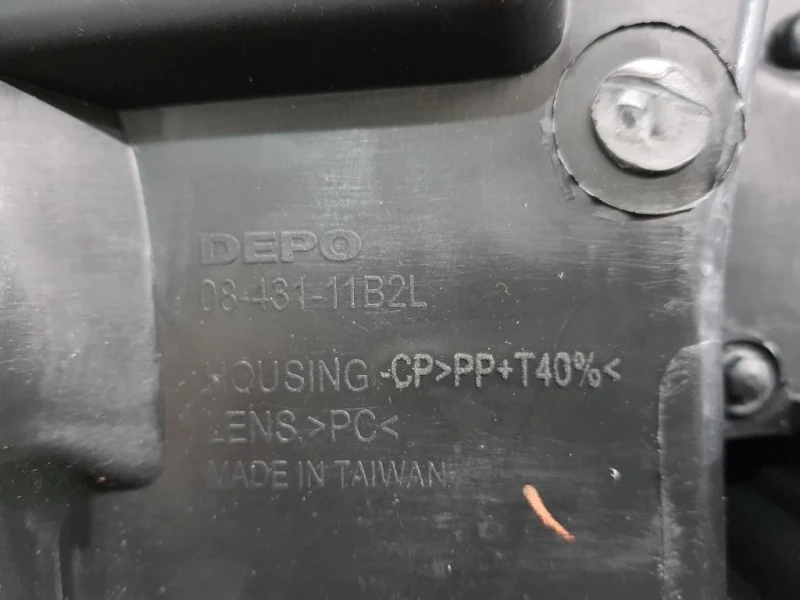 DEPO
08-431-11B2L
HOUSING -CP>PP+T40%<
LENS.>PC<
MADE IN TAIWAN